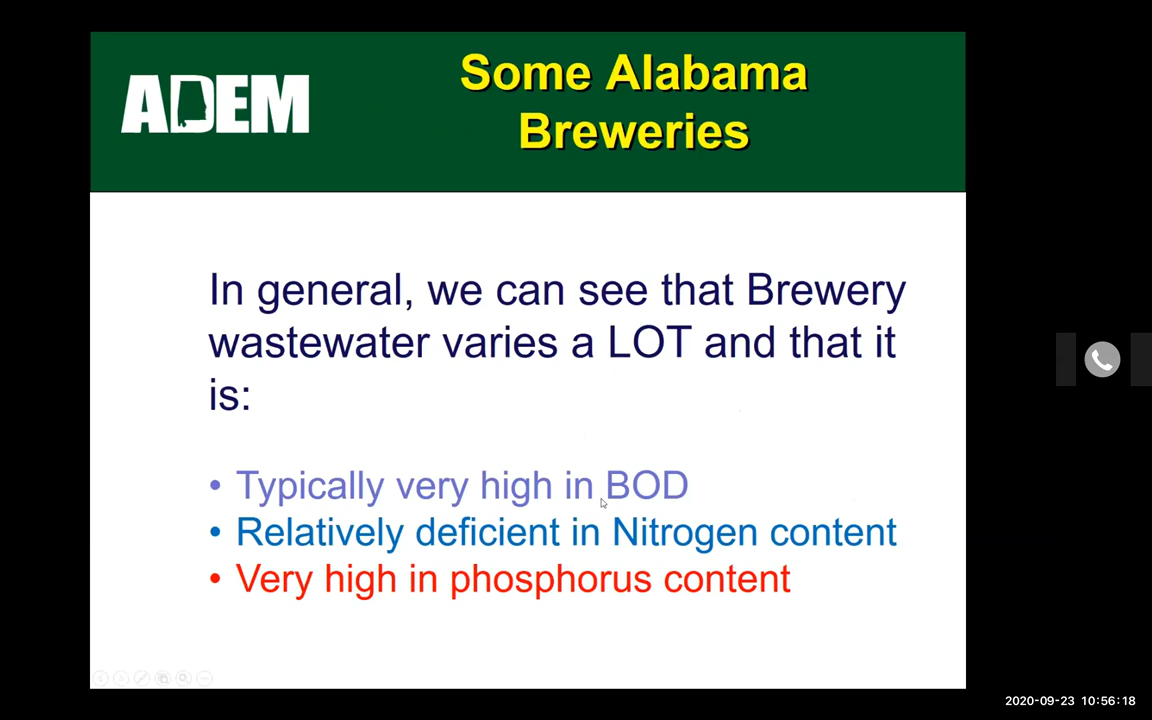 ADEM
Some Alabama
Breweries
In general, we can see that Brewery
wastewater varies a LOT and that it
is:
• Typically very high in BOD
• Relatively deficient in Nitrogen content
• Very high in phosphorus content
2020-09-23 10:56:18